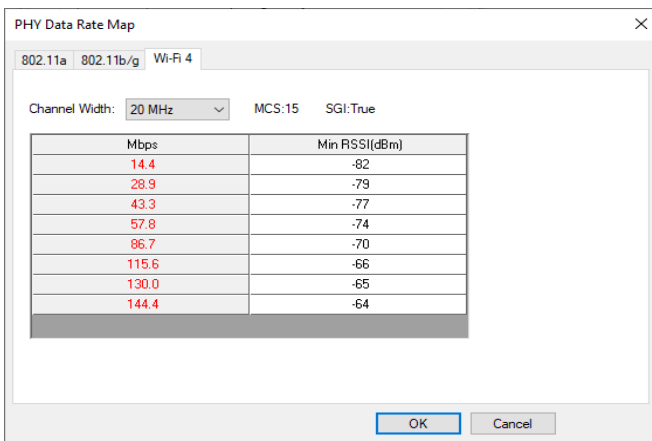 PHY Data Rate Map
802.11a 802.11b/g Wi-Fi 4
Channel Width: 20 MHz MCS:15 SGI:True
Mbps Min RSSI(dBm)
14.4 -82
28.9 -79
43.3 -77
57.8 -74
86.7 -70
115.6 -66
130.0 -65
144.4 -64
OK Cancel